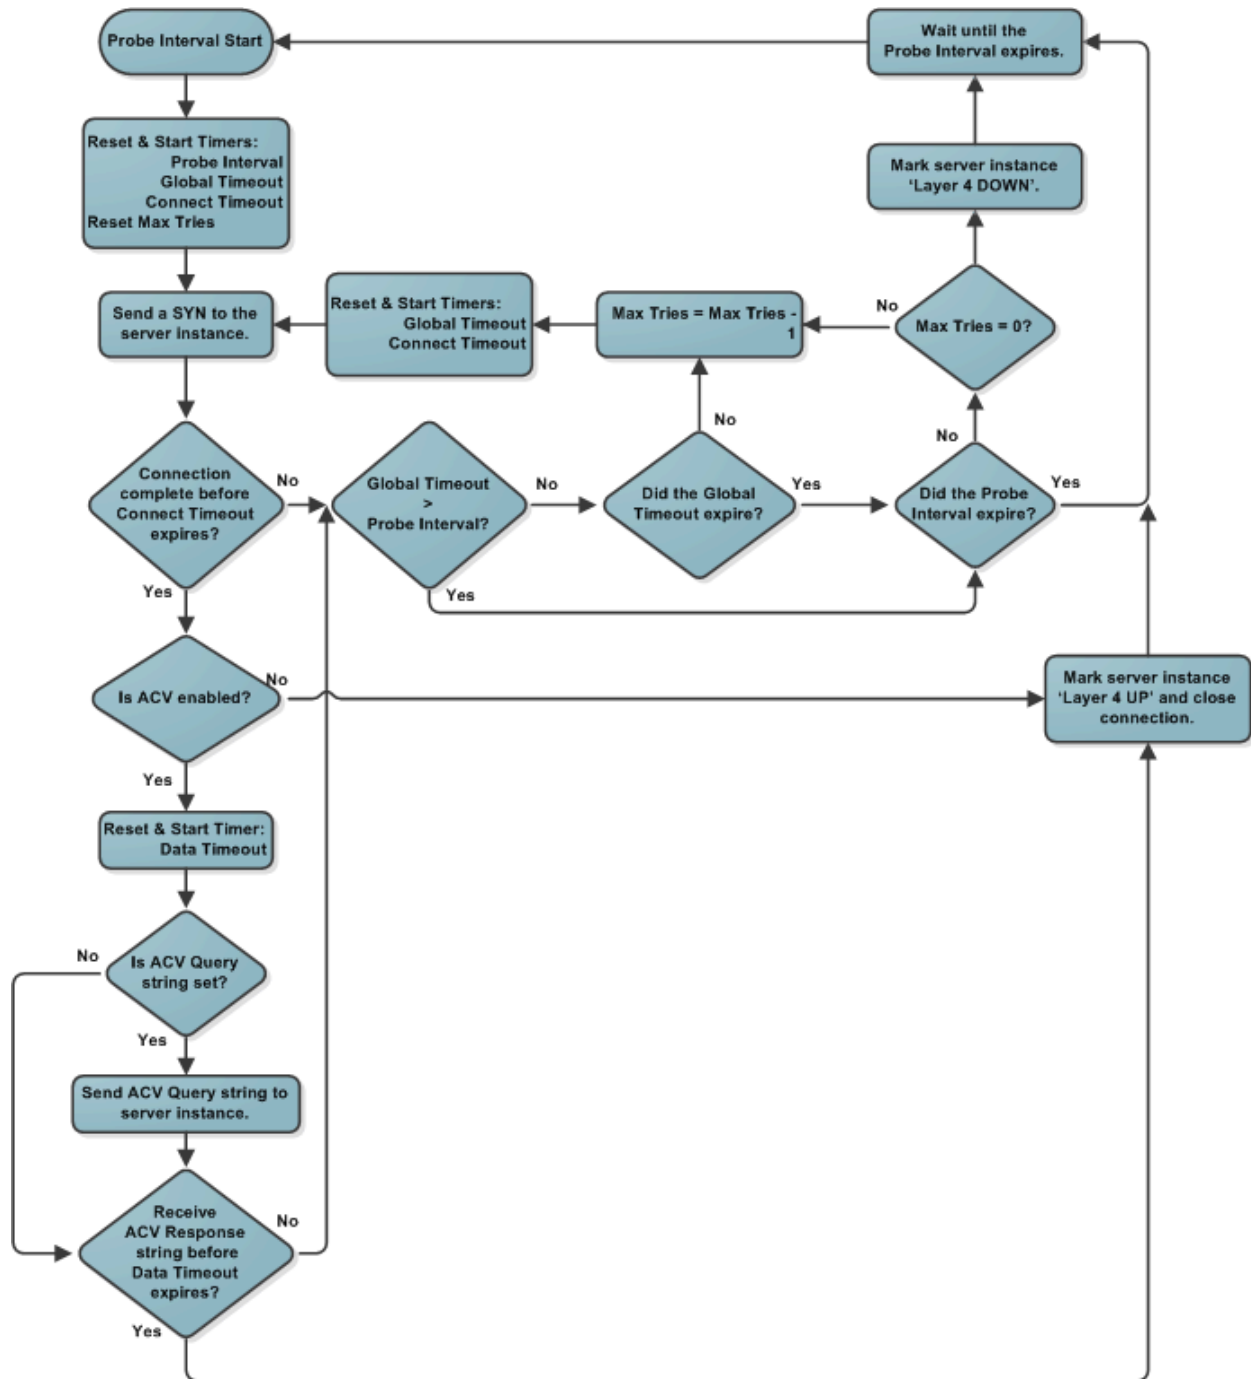 Probe Interval Start
Wait until the
Probe Interval expires.
Reset & Start Timers:
Probe Interval
Global Timeout
Connect Timeout
Reset Max Tries
Mark server instance
‘Layer 4 DOWN’.
Send a SYN to the
server instance.
Reset & Start Timers:
Global Timeout
Connect Timeout
Max Tries = Max Tries -
1
No
Max Tries = 0?
No
No
Connection
complete before
Connect Timeout
expires?
No
Global Timeout
>
Probe Interval?
No
Did the Global
Timeout expire?
Yes
Did the Probe
Interval expire?
Yes
Yes
Yes
Is ACV enabled?
No
Mark server instance
‘Layer 4 UP’ and close
connection.
Yes
Reset & Start Timer:
Data Timeout
No
Is ACV Query
string set?
Yes
Send ACV Query string to
server instance.
Receive
ACV Response
string before
Data Timeout
expires?
No
Yes